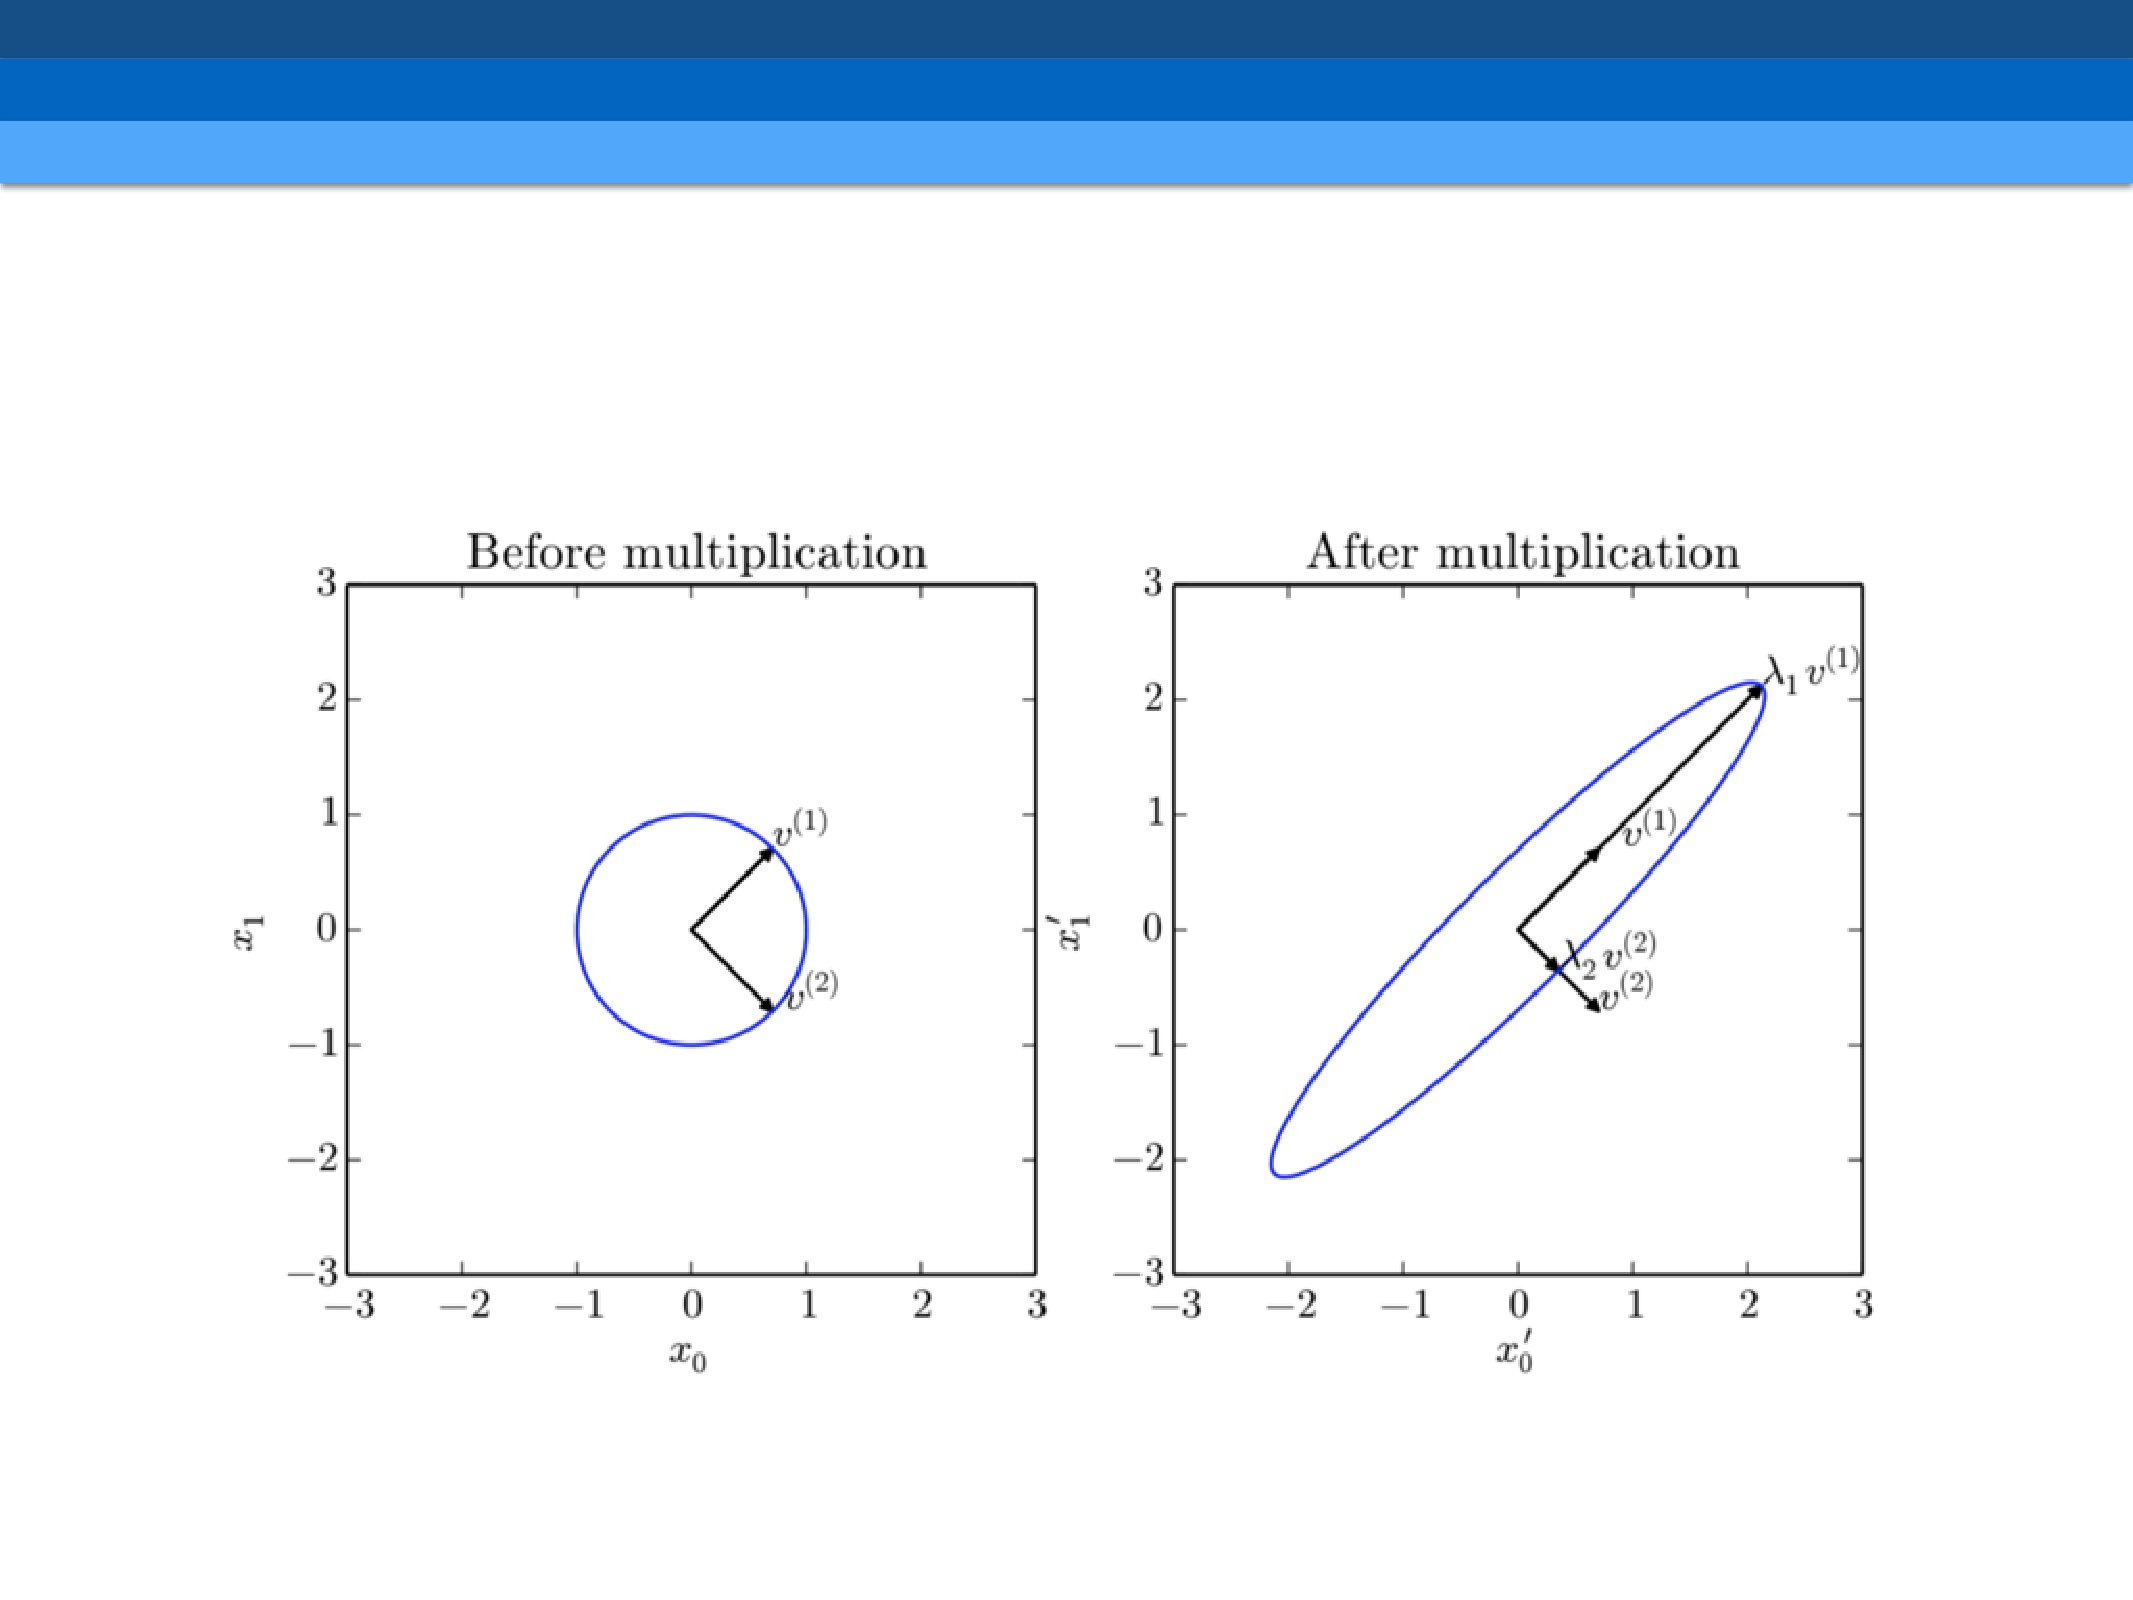 Before multiplication
3
2
1
0
−1
−2
−3
−3 −2 −1 0 1 2 3
x₀
x₁
v⁽¹⁾
v⁽²⁾
After multiplication
3
2
1
0
−1
−2
−3
−3 −2 −1 0 1 2 3
x₀′
x₁′
λ₁ v⁽¹⁾
v⁽¹⁾
λ₂ v⁽²⁾
v⁽²⁾